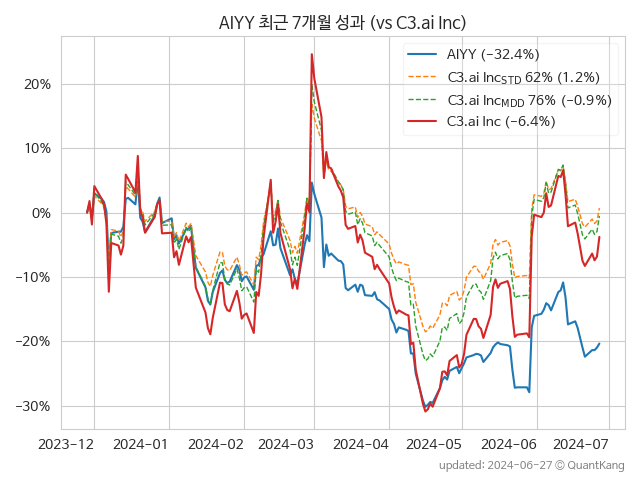 AIYY 최근 7개월 성과 (vs C3.ai Inc)
AIYY (−32.4%)
C3.ai Inc_STD 62% (1.2%)
C3.ai Inc_MDD 76% (−0.9%)
C3.ai Inc (−6.4%)
20%
10%
0%
−10%
−20%
−30%
2023-12
2024-01
2024-02
2024-03
2024-04
2024-05
2024-06
2024-07
updated: 2024-06-27 © QuantKang